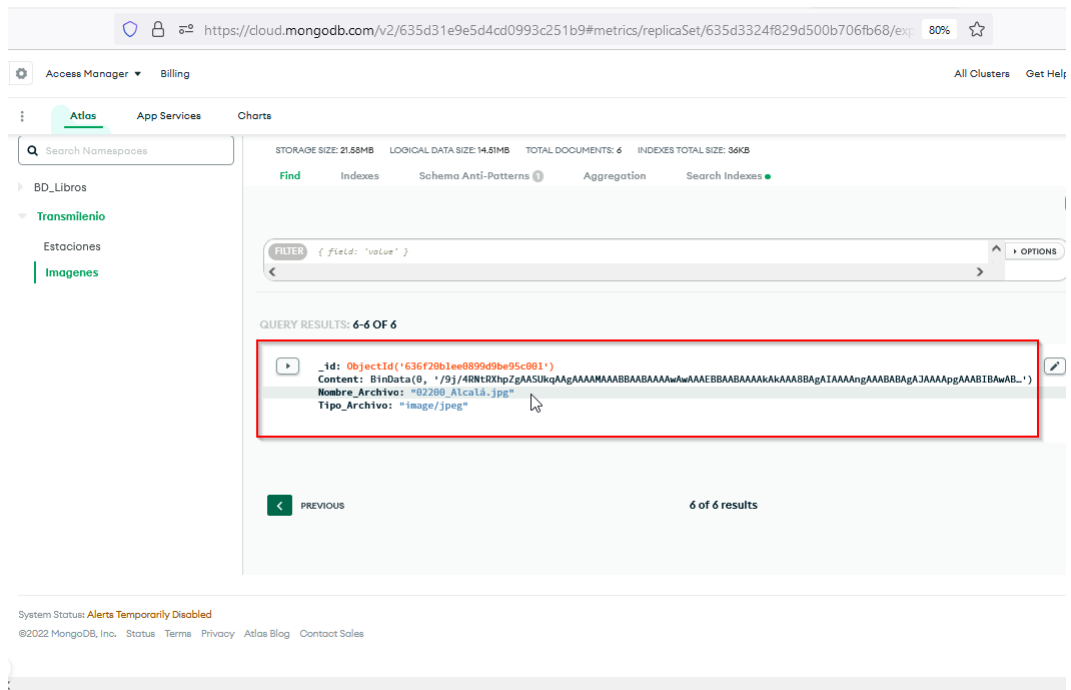 https://cloud.mongodb.com/v2/635d31e9e5d4cd0993c251b9#metrics/replicaSet/635d3324f829d500b706fb68/exp 80%
Access Manager Billing All Clusters Get Help
Atlas App Services Charts
Search Namespaces
STORAGE SIZE: 21.58MB LOGICAL DATA SIZE: 14.51MB TOTAL DOCUMENTS: 6 INDEXES TOTAL SIZE: 36KB
Find Indexes Schema Anti-Patterns 1 Aggregation Search Indexes
BD_Libros
Transmilenio
Estaciones
Imagenes
FILTER { field: 'value' } OPTIONS
QUERY RESULTS: 6-6 OF 6
_id: ObjectId('636f20b1ee0899d9be95c001')
Content: BinData(0, '/9j/4RNtRXhpZgAASUkqAAgAAAAMAAABBAABAAAAwAwAAAEBBAABAAAAkAkAAA8BAgAIAAAAngAAABABAgAJAAAApgAAABIBAwAB…')
Nombre_Archivo: "02200_Alcalá.jpg"
Tipo_Archivo: "image/jpeg"
PREVIOUS 6 of 6 results
System Status: Alerts Temporarily Disabled
©2022 MongoDB, Inc. Status Terms Privacy Atlas Blog Contact Sales